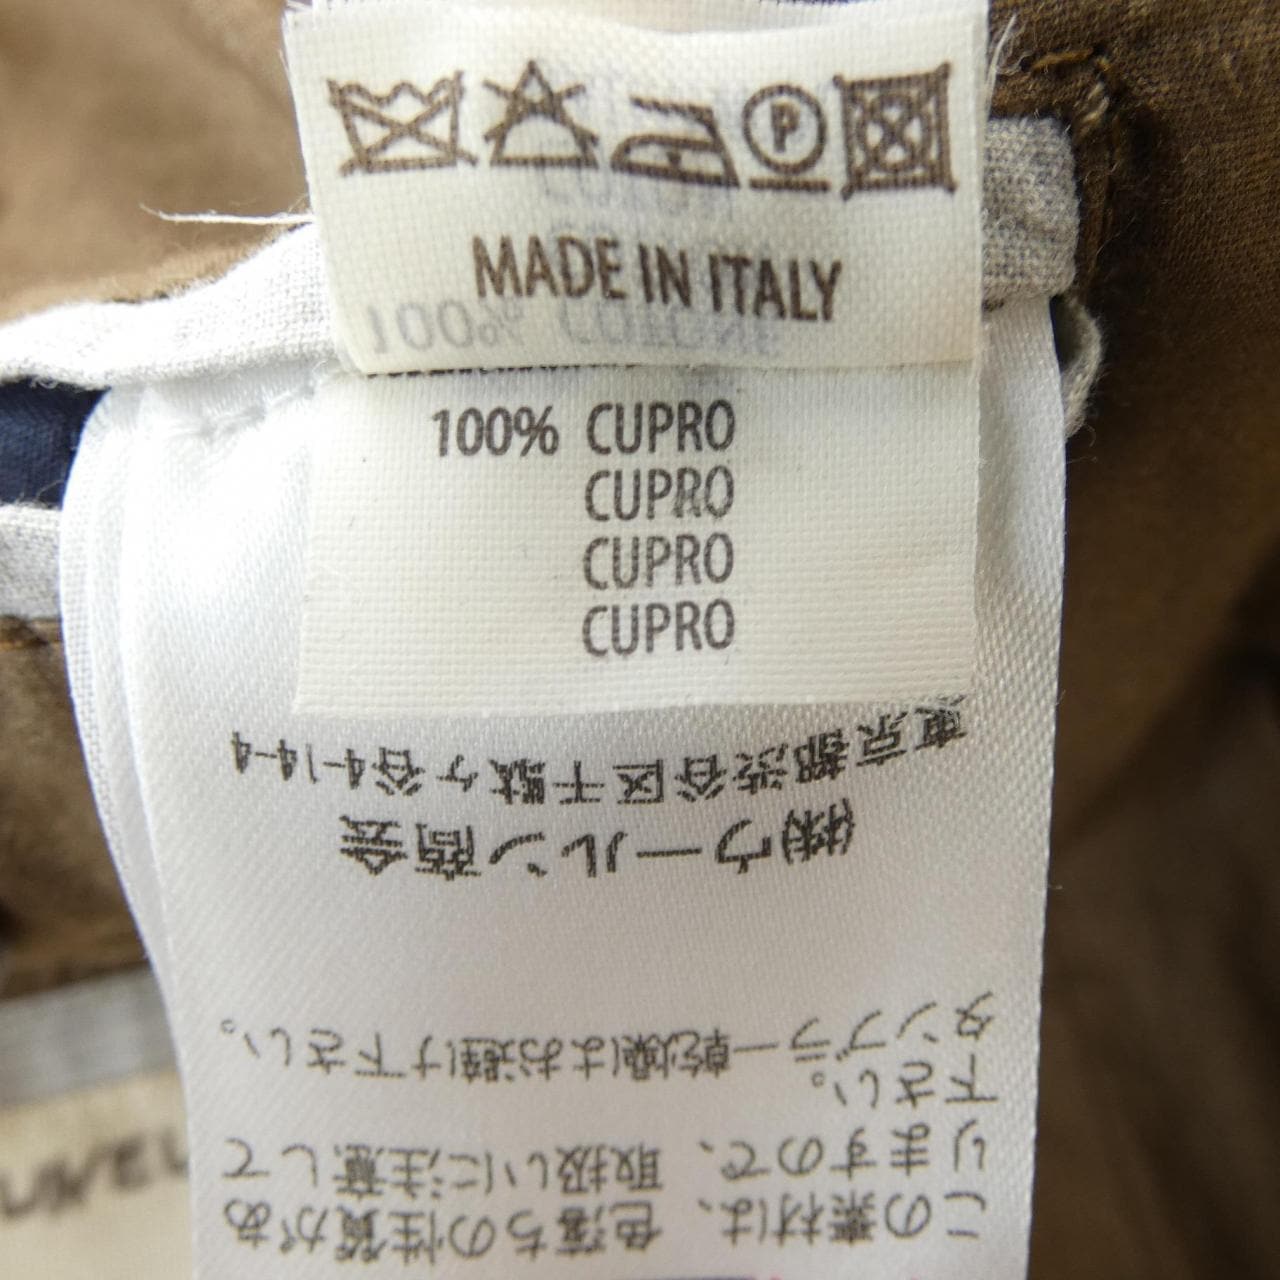 MADE IN ITALY
100% COTONE
100% CUPRO
CUPRO
CUPRO
CUPRO
この素材は、色落ちの性質があ
りますので、取扱いに注意して
下さい。
タンブラー乾燥はお避け下さい。
㈱ウールン商会
東京都渋谷区千駄ケ谷4-14-4